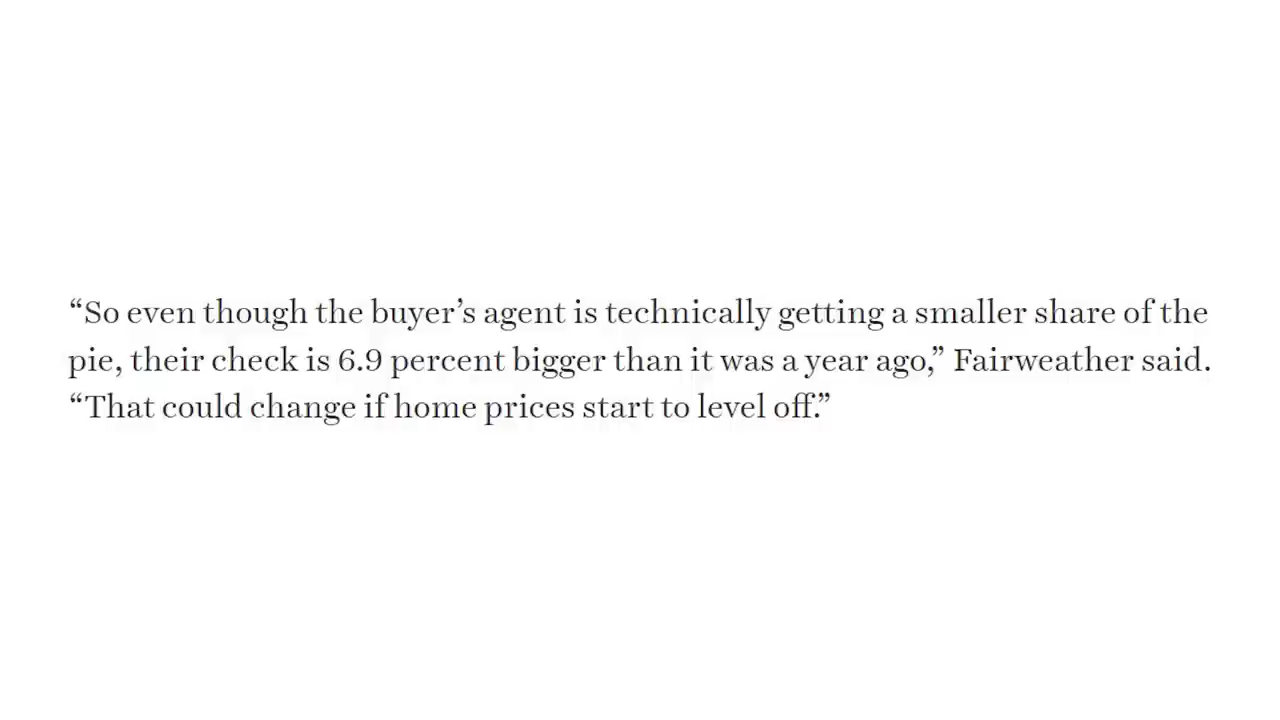 “So even though the buyer’s agent is technically getting a smaller share of the
pie, their check is 6.9 percent bigger than it was a year ago,” Fairweather said.
“That could change if home prices start to level off.”